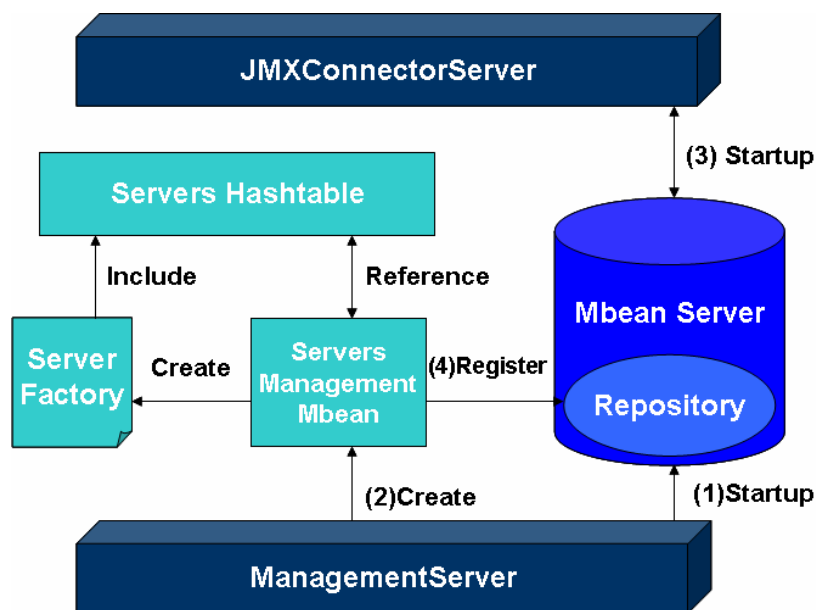 JMXConnectorServer
(3) Startup
Servers Hashtable
Include
Reference
Mbean Server
Server
Factory
Create
Servers
Management
Mbean
(4)Register
Repository
(2)Create
(1)Startup
ManagementServer